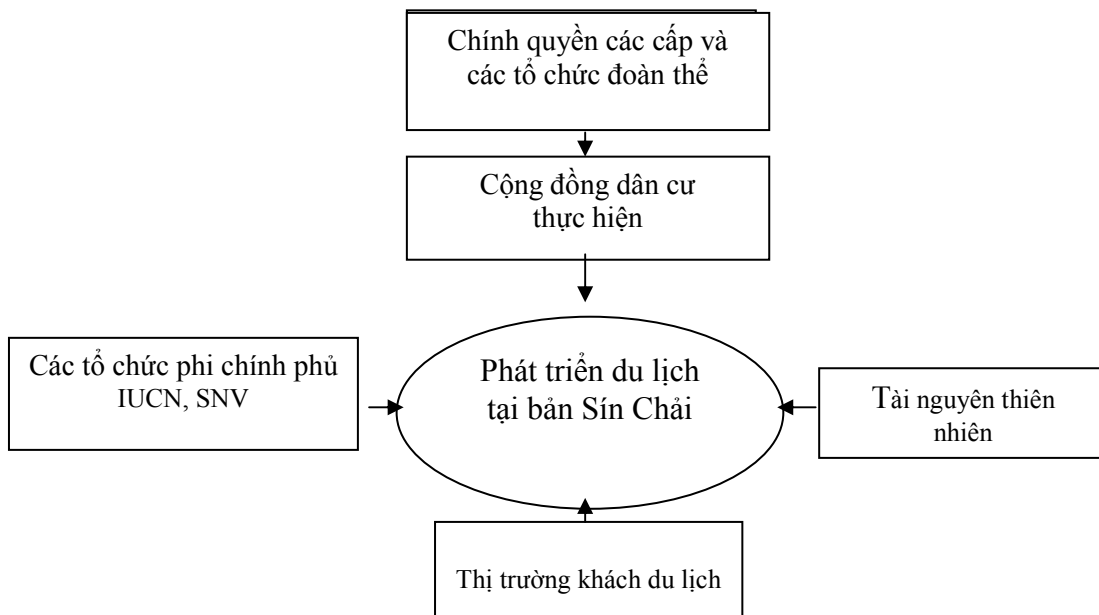 Chính quyền các cấp và
các tổ chức đoàn thể
Cộng đồng dân cư
thực hiện
Các tổ chức phi chính phủ
IUCN, SNV
Phát triển du lịch
tại bản Sín Chải
Tài nguyên thiên
nhiên
Thị trường khách du lịch